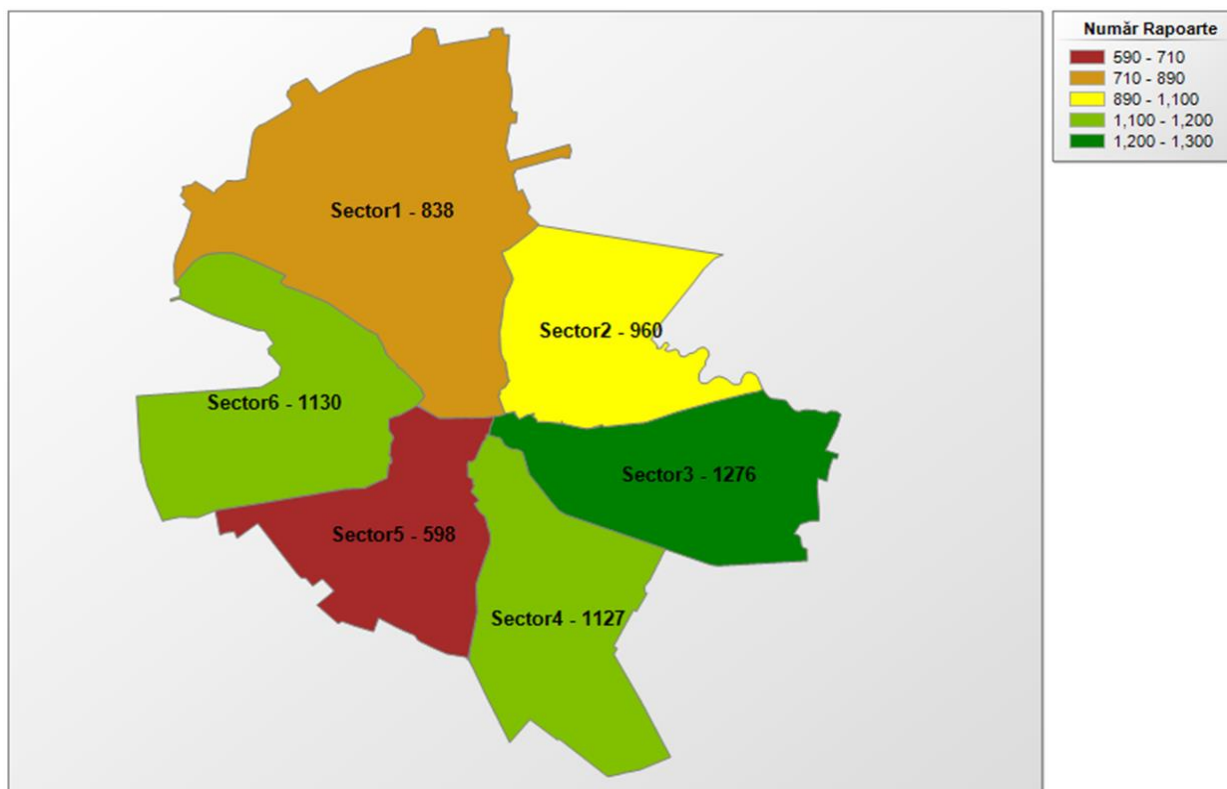 Număr Rapoarte
590 - 710
710 - 890
890 - 1,100
1,100 - 1,200
1,200 - 1,300
Sector1 - 838
Sector2 - 960
Sector6 - 1130
Sector3 - 1276
Sector5 - 598
Sector4 - 1127